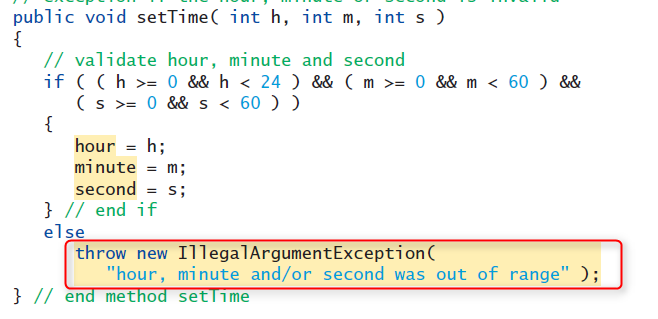 // exception if the hour, minute or second is invalid
public void setTime( int h, int m, int s )
{
// validate hour, minute and second
if ( ( h >= 0 && h < 24 ) && ( m >= 0 && m < 60 ) &&
( s >= 0 && s < 60 ) )
{
hour = h;
minute = m;
second = s;
} // end if
else
throw new IllegalArgumentException(
"hour, minute and/or second was out of range" );
} // end method setTime